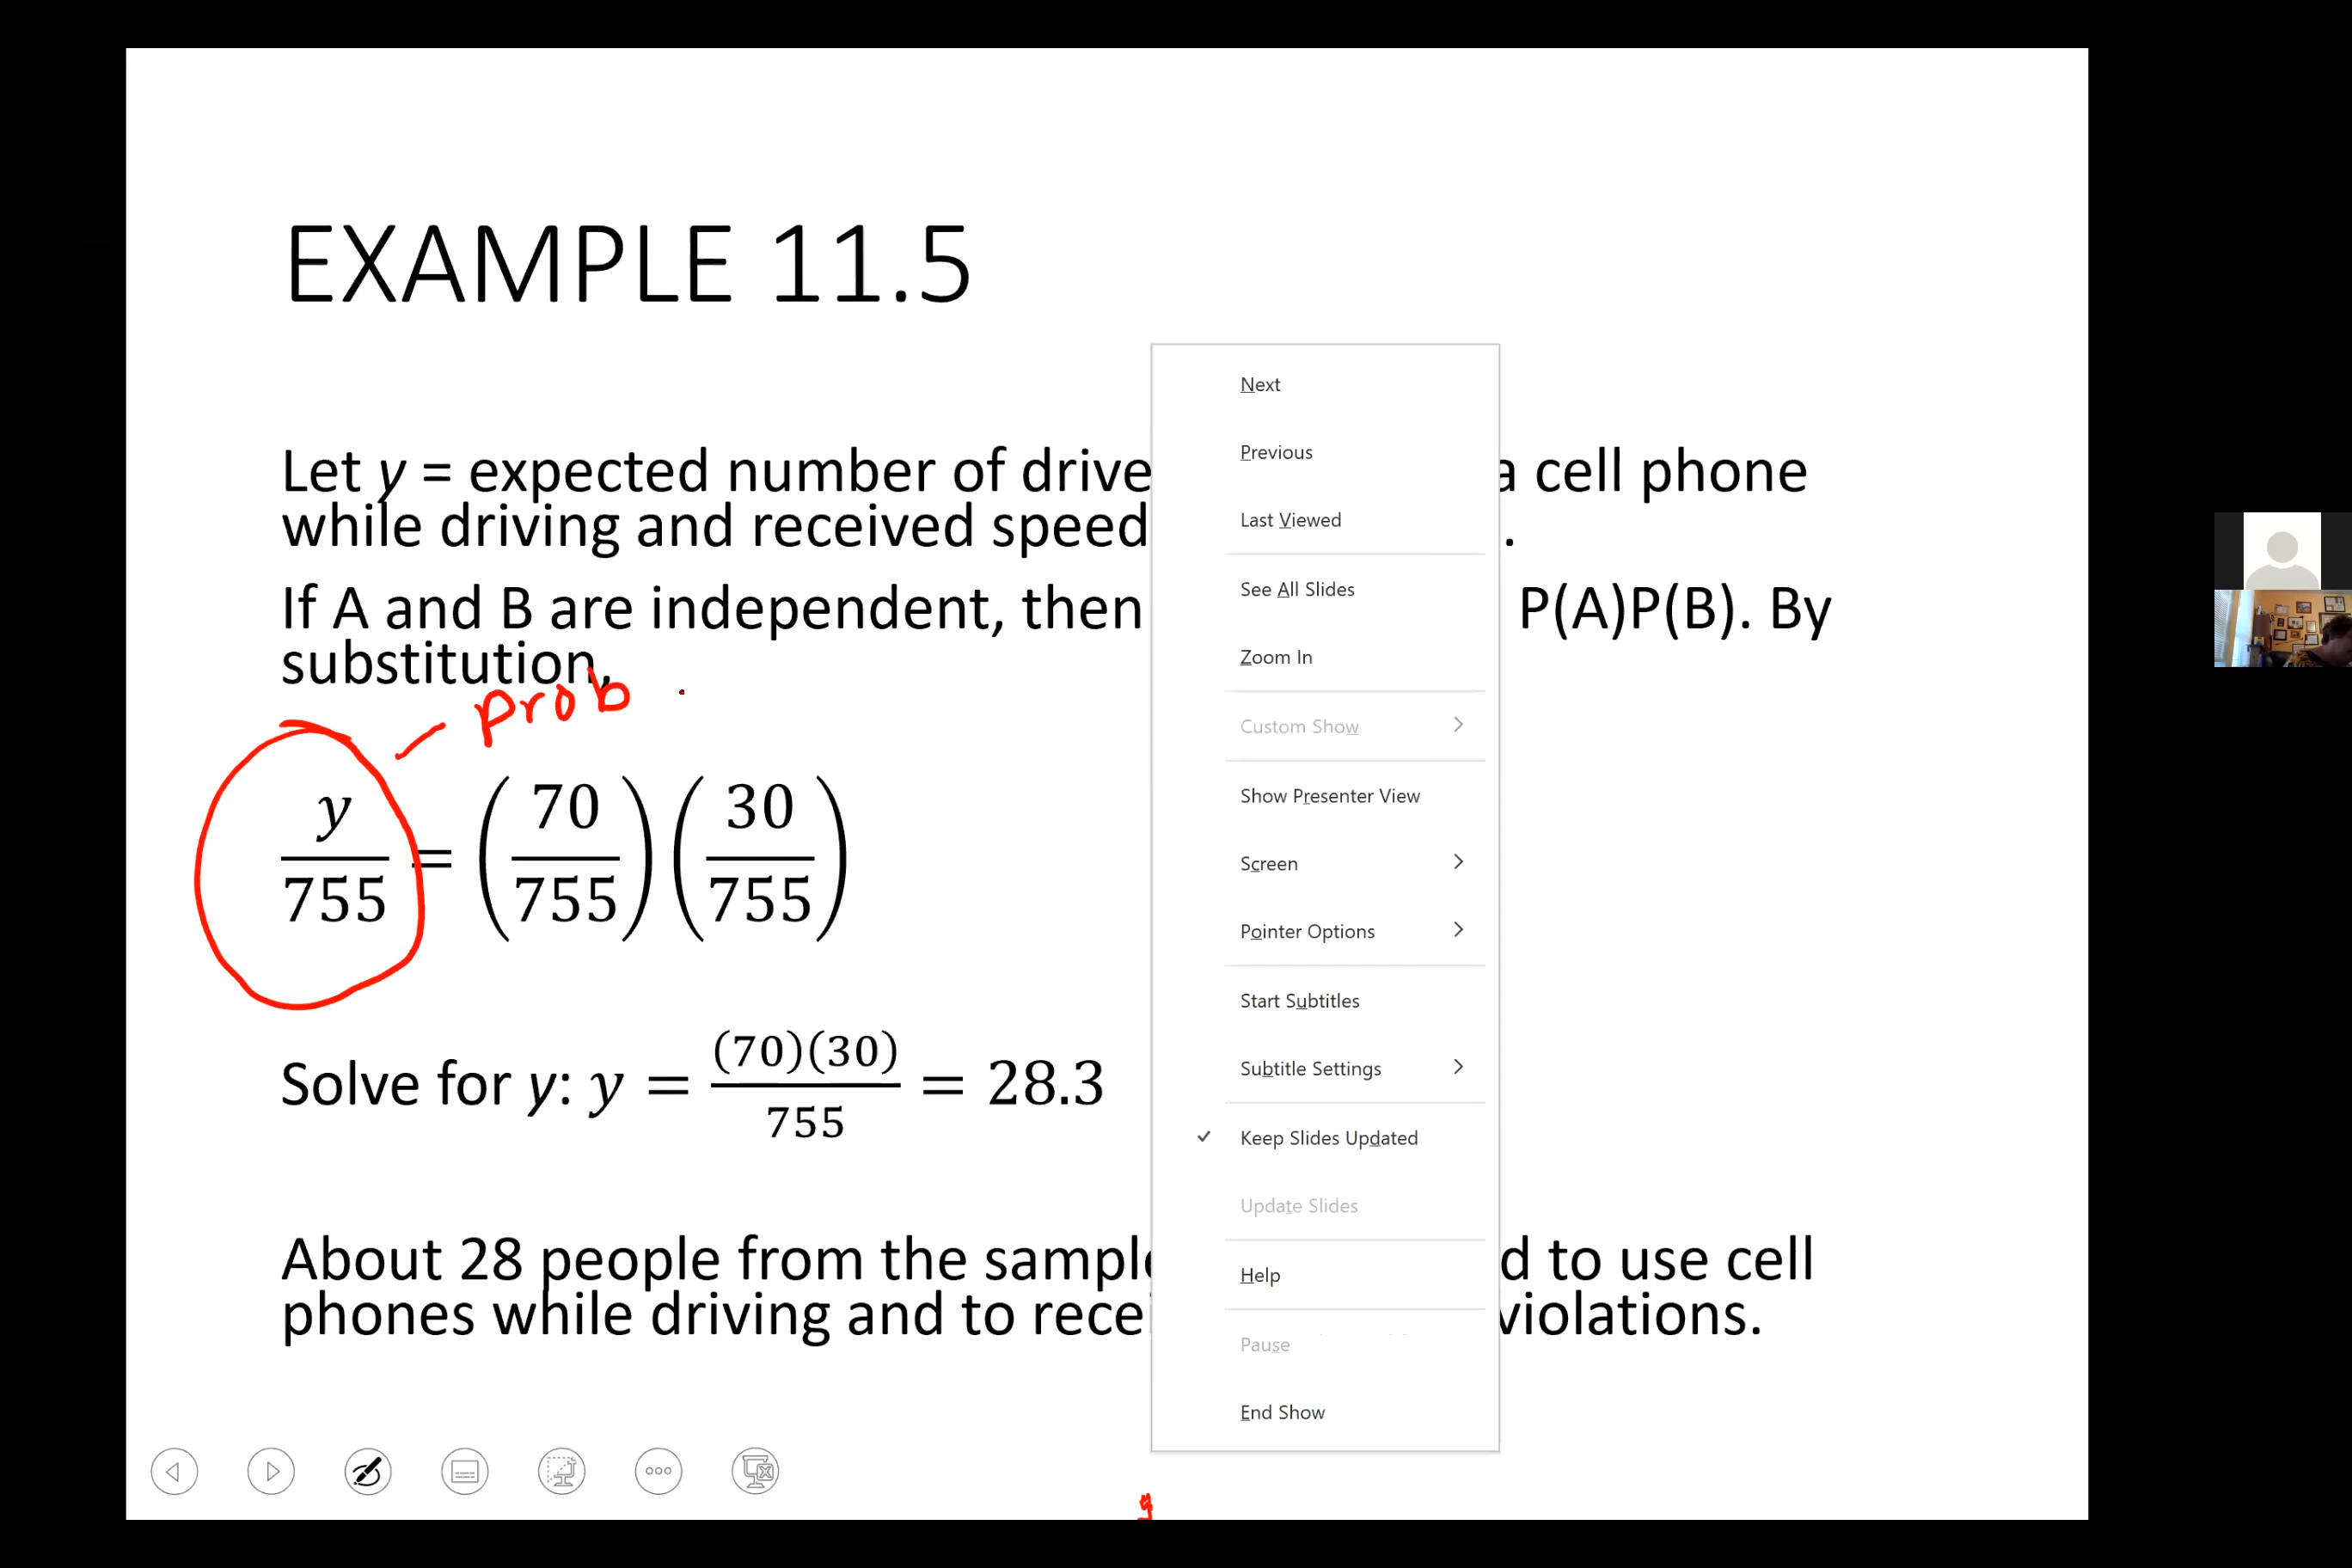 EXAMPLE 11.5
Let y = expected number of drive a cell phone
while driving and received speed .
If A and B are independent, then P(A)P(B). By
substitution,
prob
y/755 = (70/755)(30/755)
Solve for y: y = (70)(30)/755 = 28.3
About 28 people from the sampl d to use cell
phones while driving and to rece violations.
Next
Previous
Last Viewed
See All Slides
Zoom In
Custom Show
Show Presenter View
Screen
Pointer Options
Start Subtitles
Subtitle Settings
Keep Slides Updated
Update Slides
Help
Pause
End Show